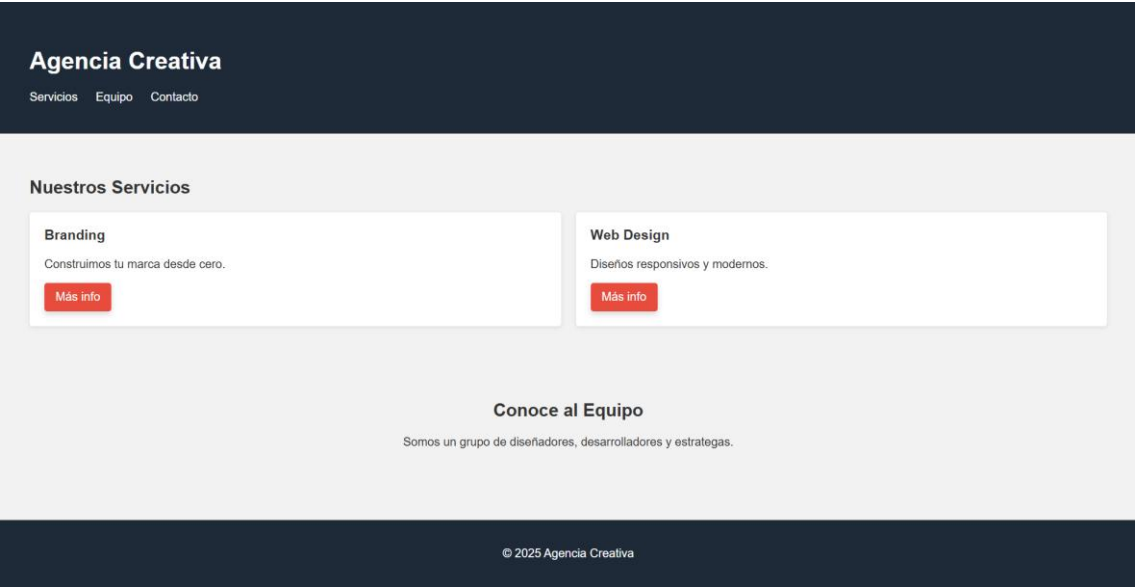 Agencia Creativa
Servicios Equipo Contacto
Nuestros Servicios
Branding
Construimos tu marca desde cero.
Más info
Web Design
Diseños responsivos y modernos.
Más info
Conoce al Equipo
Somos un grupo de diseñadores, desarrolladores y estrategas.
© 2025 Agencia Creativa